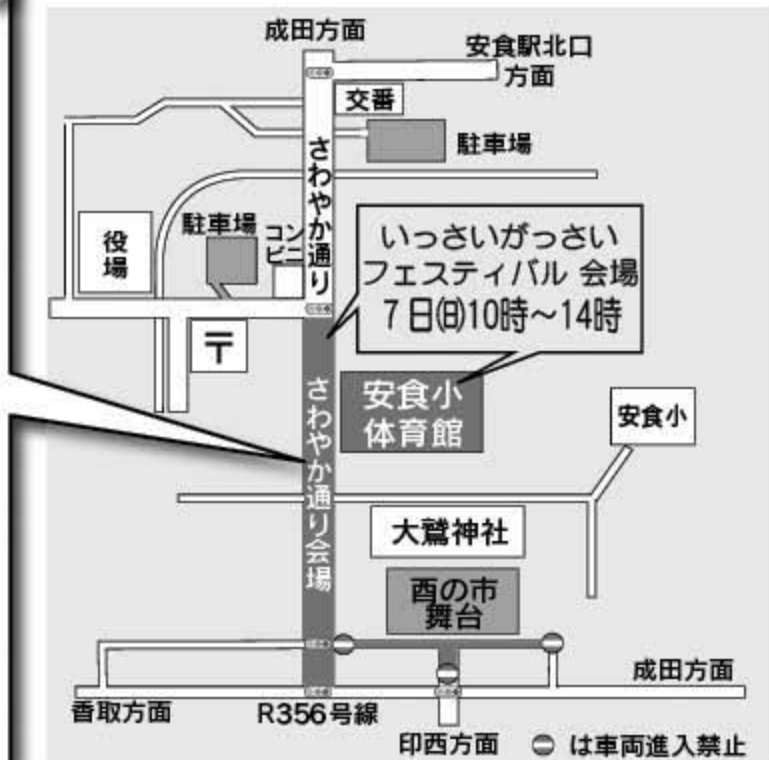 成田方面
安食駅北口
方面
交番
駐車場
さわやか通り
役場
駐車場
コン
ビニ
いっさいがっさい
フェスティバル 会場
7日㈰10時〜14時
〒
安食小
体育館
安食小
さわやか通り会場
大鷲神社
酉の市
舞台
成田方面
香取方面
R356号線
印西方面
は車両進入禁止